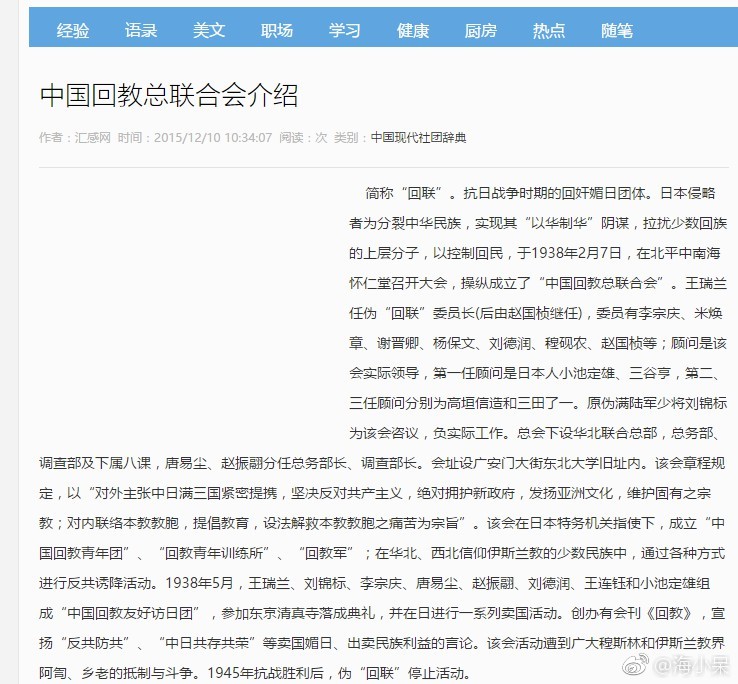 经验 语录 美文 职场 学习 健康 厨房 热点 随笔
中国回教总联合会介绍
作者：汇感网 时间：2015/12/10 10:34:07 阅读：次 类别：中国现代社团辞典
简称“回联”。抗日战争时期的回奸媚日团体。日本侵略
者为分裂中华民族，实现其“以华制华”阴谋，拉扰少数回族
的上层分子，以控制回民，于1938年2月7日，在北平中南海
怀仁堂召开大会，操纵成立了“中国回教总联合会”。王瑞兰
任伪“回联”委员长(后由赵国桢继任)，委员有李宗庆、米焕
章、谢晋卿、杨保文、刘德润、穆砚农、赵国桢等；顾问是该
会实际领导，第一任顾问是日本人小池定雄、三谷亨，第二、
三任顾问分别为高垣信造和三田了一。原伪满陆军少将刘锦标
为该会咨议，负实际工作。总会下设华北联合总部，总务部、
调查部及下属八课，唐易尘、赵振翮分任总务部长、调查部长。会址设广安门大街东北大学旧址内。该会章程规
定，以“对外主张中日满三国紧密提携，坚决反对共产主义，绝对拥护新政府，发扬亚洲文化，维护固有之宗
教；对内联络本教教胞，提倡教育，设法解救本教教胞之痛苦为宗旨”。该会在日本特务机关指使下，成立“中
国回教青年团”、“回教青年训练所”、“回教军”；在华北、西北信仰伊斯兰教的少数民族中，通过各种方式
进行反共诱降活动。1938年5月，王瑞兰、刘锦标、李宗庆、唐易尘、赵振翮、刘德润、王连钰和小池定雄组
成“中国回教友好访日团”，参加东京清真寺落成典礼，并在日进行一系列卖国活动。创办有会刊《回教》，宣
扬“反共防共”、“中日共存共荣”等卖国媚日、出卖民族利益的言论。该会活动遭到广大穆斯林和伊斯兰教界
阿訇、乡老的抵制与斗争。1945年抗战胜利后，伪“回联”停止活动。
@海小呆